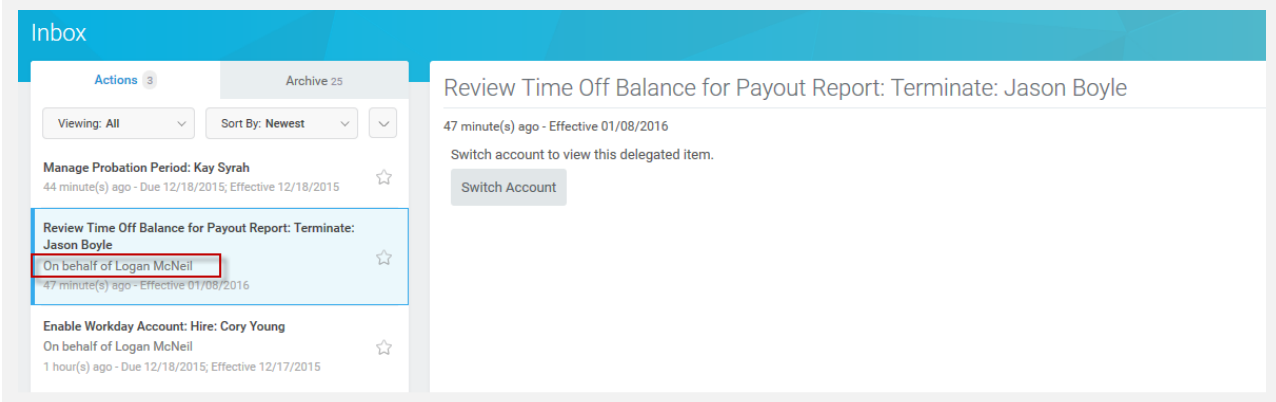 Inbox
Actions 3
Archive 25
Viewing: All
Sort By: Newest
Manage Probation Period: Kay Syrah
44 minute(s) ago - Due 12/18/2015; Effective 12/18/2015
Review Time Off Balance for Payout Report: Terminate:
Jason Boyle
On behalf of Logan McNeil
47 minute(s) ago - Effective 01/08/2016
Enable Workday Account: Hire: Cory Young
On behalf of Logan McNeil
1 hour(s) ago - Due 12/18/2015; Effective 12/17/2015
Review Time Off Balance for Payout Report: Terminate: Jason Boyle
47 minute(s) ago - Effective 01/08/2016
Switch account to view this delegated item.
Switch Account